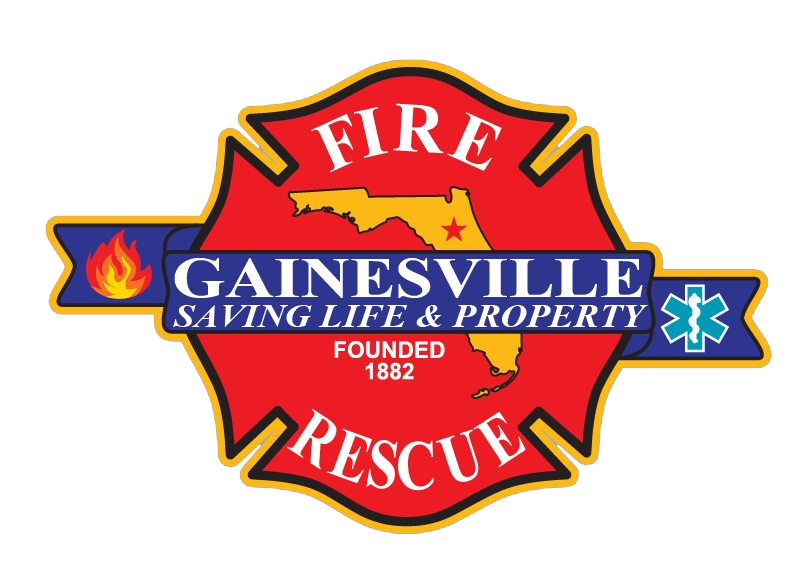 FIRE
GAINESVILLE
SAVING LIFE & PROPERTY
FOUNDED
1882
RESCUE